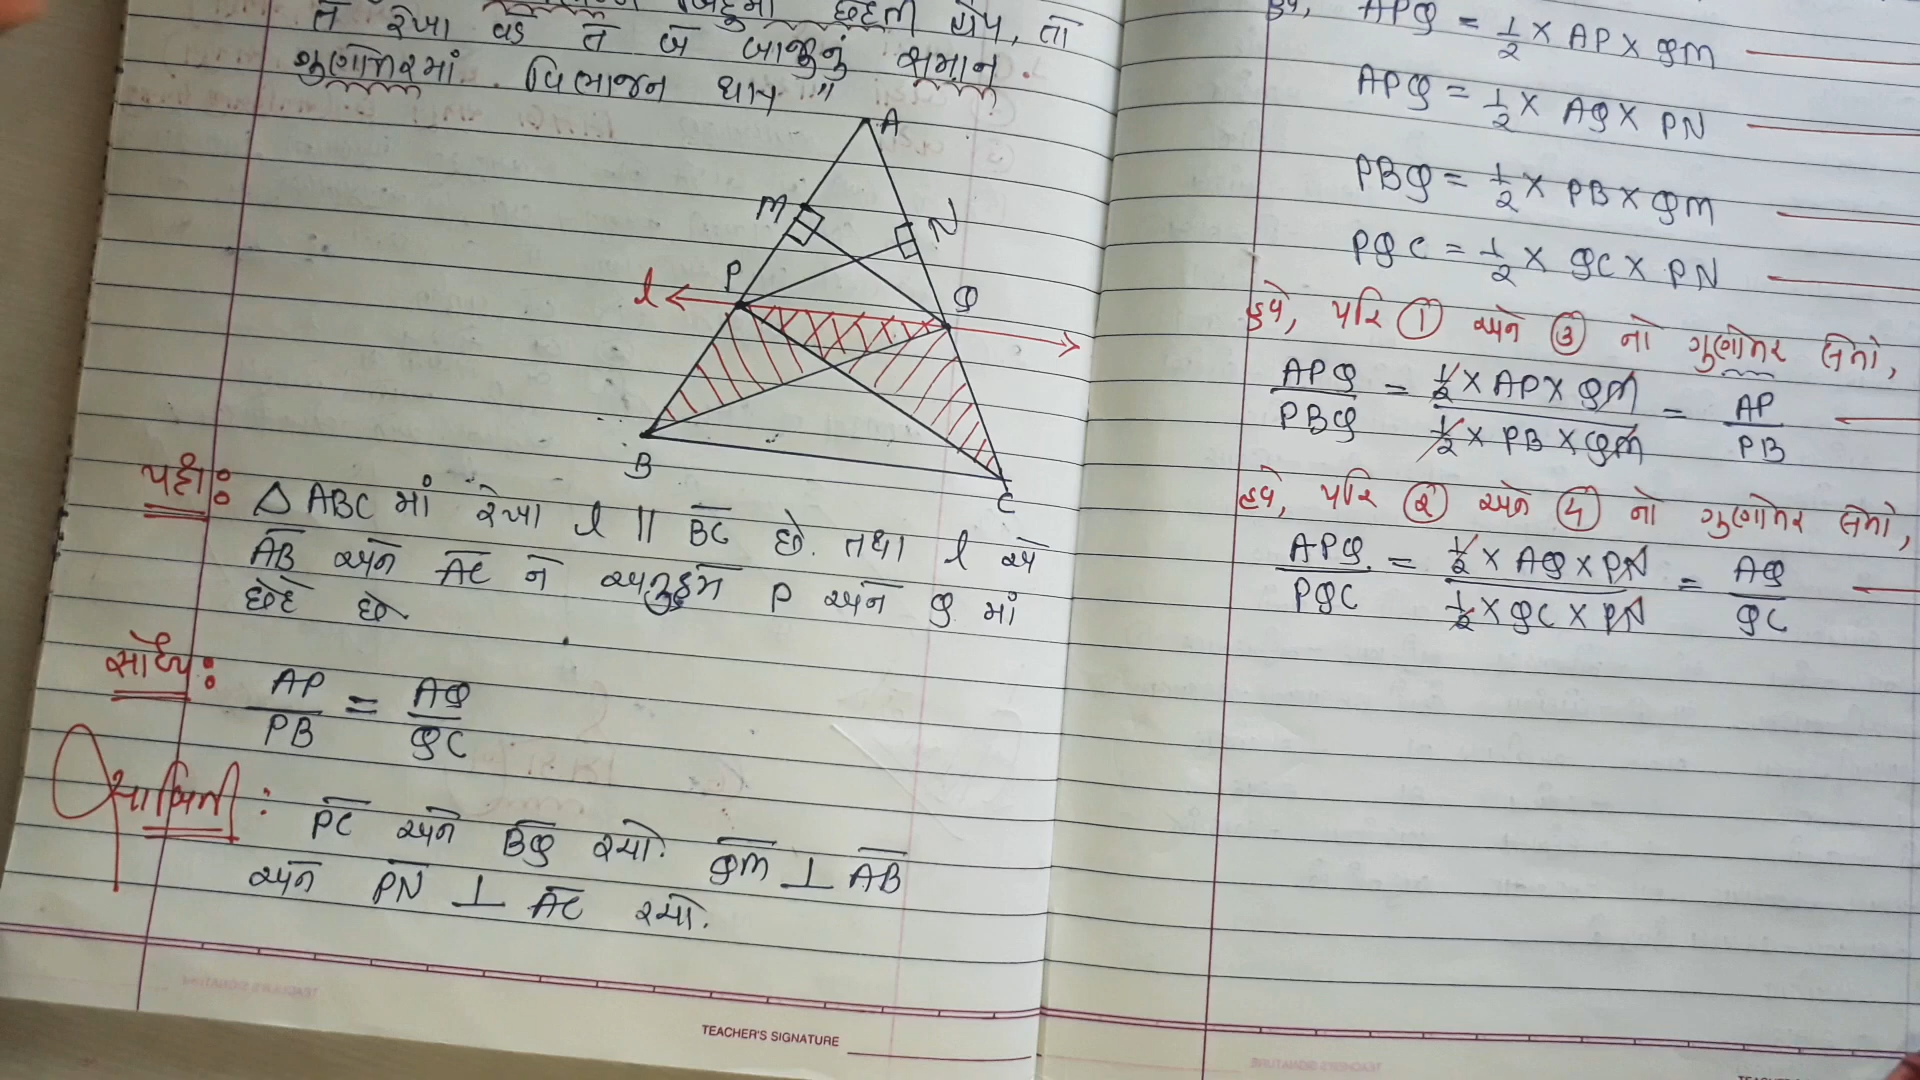 તે રેખા વડે તે બે બાજુનું સમાન
ગુણોત્તરમાં વિભાજન થાય"
A
M
N
P
Q
l
B
C
પક્ષ:
△ABC માં રેખા l || BC છે. તથા l એ
AB અને AC ને અનુક્રમે P અને Q માં
છેદે છે.
સાધ્ય:
AP/PB = AQ/QC
સાબિતી:
PC અને BQ રચો. QM ⊥ AB
અને PN ⊥ AC રચો.
TEACHER'S SIGNATURE
APQ = 1/2 × AP × QM
APQ = 1/2 × AQ × PN
PBQ = 1/2 × PB × QM
PQC = 1/2 × QC × PN
હવે, પરિ ① અને ③ નો ગુણોત્તર લેતાં,
APQ/PBQ = 1/2 × AP × QM / 1/2 × PB × QM = AP/PB
હવે, પરિ ② અને ④ નો ગુણોત્તર લેતાં,
APQ/PQC = 1/2 × AQ × PN / 1/2 × QC × PN = AQ/QC